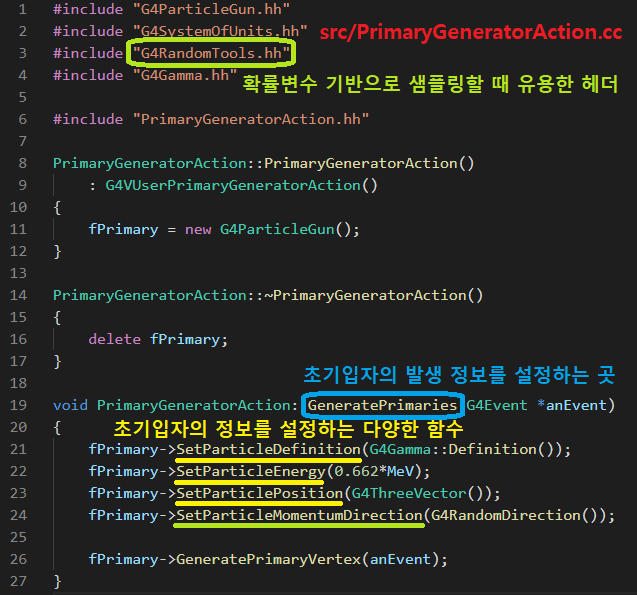 1 #include "G4ParticleGun.hh"
2 #include "G4SystemOfUnits.hh" src/PrimaryGeneratorAction.cc
3 #include "G4RandomTools.hh"
4 #include "G4Gamma.hh" 확률변수 기반으로 샘플링할 때 유용한 헤더
5
6 #include "PrimaryGeneratorAction.hh"
7
8 PrimaryGeneratorAction::PrimaryGeneratorAction()
9     : G4VUserPrimaryGeneratorAction()
10 {
11     fPrimary = new G4ParticleGun();
12 }
13
14 PrimaryGeneratorAction::~PrimaryGeneratorAction()
15 {
16     delete fPrimary;
17 }
18 초기입자의 발생 정보를 설정하는 곳
19 void PrimaryGeneratorAction::GeneratePrimaries(G4Event *anEvent)
20 { 초기입자의 정보를 설정하는 다양한 함수
21     fPrimary->SetParticleDefinition(G4Gamma::Definition());
22     fPrimary->SetParticleEnergy(0.662*MeV);
23     fPrimary->SetParticlePosition(G4ThreeVector());
24     fPrimary->SetParticleMomentumDirection(G4RandomDirection());
25
26     fPrimary->GeneratePrimaryVertex(anEvent);
27 }